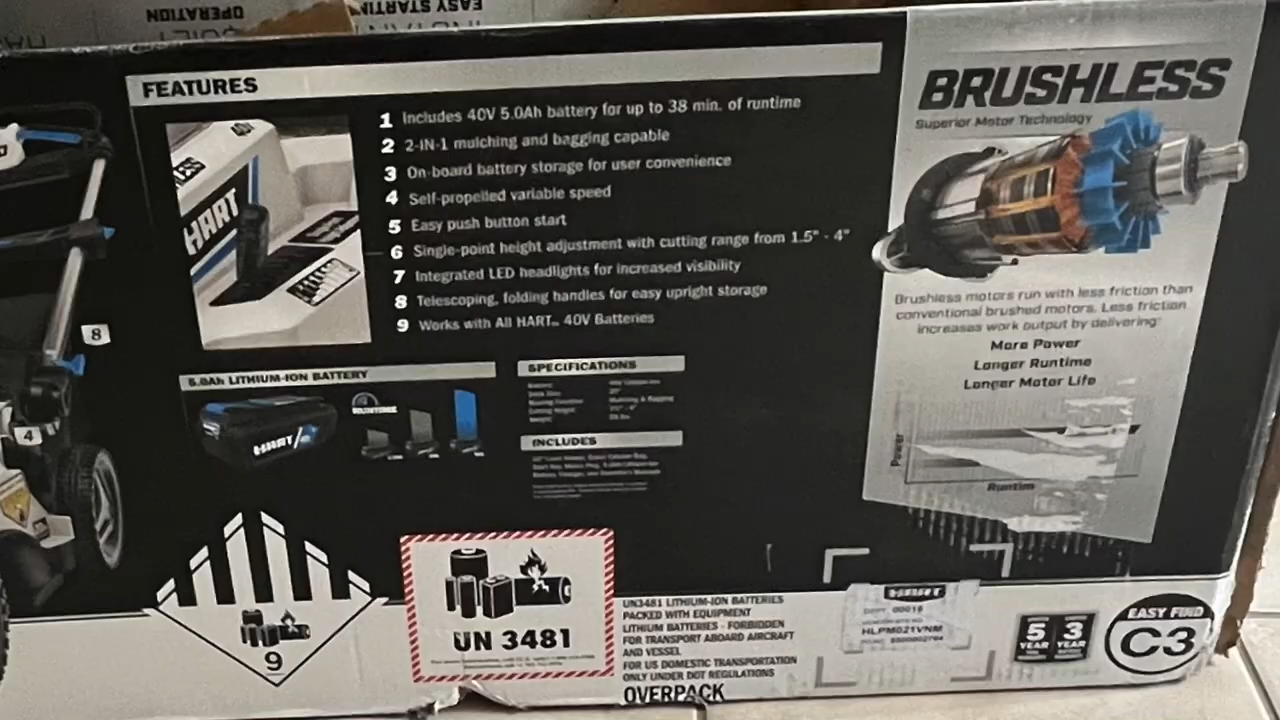 OPERATION
EASY STARTIN
QUIET
INSTANT
FEATURES
1 Includes 40V 5.0Ah battery for up to 38 min. of runtime
2 2-IN-1 mulching and bagging capable
3 On-board battery storage for user convenience
4 Self-propelled variable speed
5 Easy push button start
6 Single-point height adjustment with cutting range from 1.5" - 4"
7 Integrated LED headlights for increased visibility
8 Telescoping, folding handles for easy upright storage
9 Works with All HART™ 40V Batteries
HART
8
4
5.0Ah LITHIUM-ION BATTERY
HART
SPECIFICATIONS
INCLUDES
BRUSHLESS
Superior Motor Technology
Brushless motors run with less friction than
conventional brushed motors. Less friction
increases work output by delivering:
More Power
Longer Runtime
Longer Motor Life
Power
Runtim
9
UN 3481
UN3481 LITHIUM-ION BATTERIES
PACKED WITH EQUIPMENT
LITHIUM BATTERIES - FORBIDDEN
FOR TRANSPORT ABOARD AIRCRAFT
AND VESSEL
FOR US DOMESTIC TRANSPORTATION
ONLY UNDER DOT REGULATIONS
OVERPACK
HART
HLPM021VNM
5 YEAR
3 YEAR
EASY FIND
C3